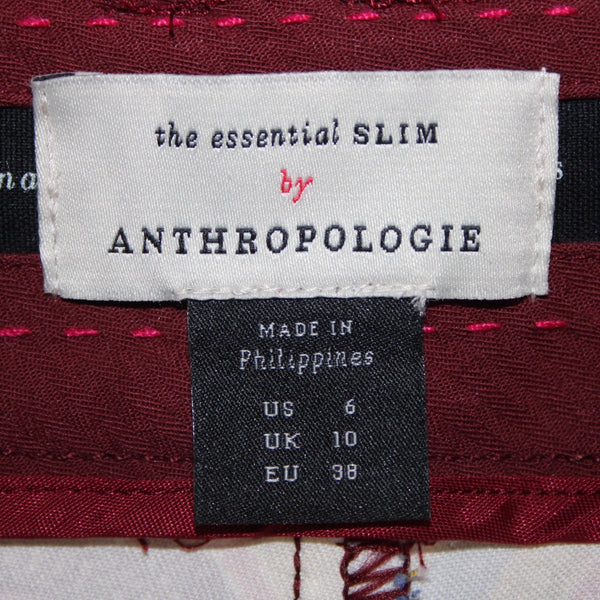 the essential SLIM
by
ANTHROPOLOGIE
MADE IN
Philippines
US 6
UK 10
EU 38